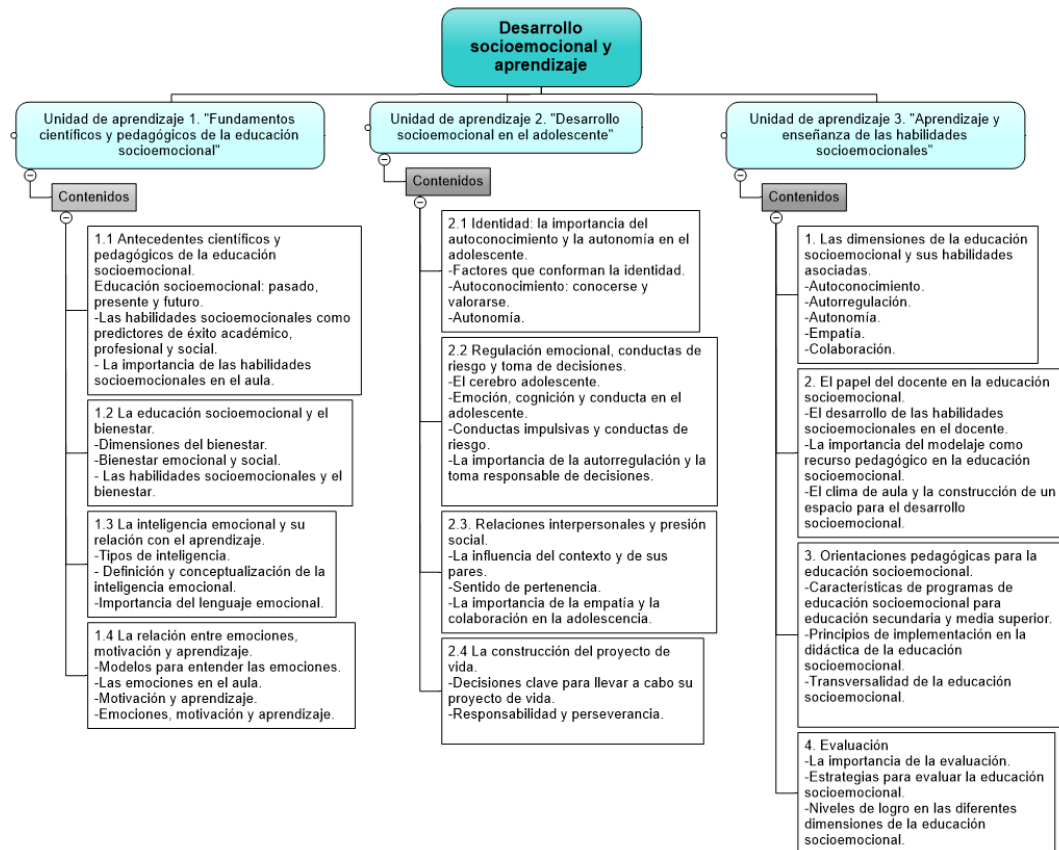 Desarrollo
socioemocional y
aprendizaje
Unidad de aprendizaje 1. "Fundamentos
científicos y pedagógicos de la educación
socioemocional"
Contenidos
1.1 Antecedentes científicos y
pedagógicos de la educación
socioemocional.
Educación socioemocional: pasado,
presente y futuro.
-Las habilidades socioemocionales como
predictores de éxito académico,
profesional y social.
- La importancia de las habilidades
socioemocionales en el aula.
1.2 La educación socioemocional y el
bienestar.
-Dimensiones del bienestar.
-Bienestar emocional y social.
- Las habilidades socioemocionales y el
bienestar.
1.3 La inteligencia emocional y su
relación con el aprendizaje.
-Tipos de inteligencia.
- Definición y conceptualización de la
inteligencia emocional.
-Importancia del lenguaje emocional.
1.4 La relación entre emociones,
motivación y aprendizaje.
-Modelos para entender las emociones.
-Las emociones en el aula.
-Motivación y aprendizaje.
-Emociones, motivación y aprendizaje.
Unidad de aprendizaje 2. "Desarrollo
socioemocional en el adolescente"
Contenidos
2.1 Identidad: la importancia del
autoconocimiento y la autonomía en el
adolescente.
-Factores que conforman la identidad.
-Autoconocimiento: conocerse y
valorarse.
-Autonomía.
2.2 Regulación emocional, conductas de
riesgo y toma de decisiones.
-El cerebro adolescente.
-Emoción, cognición y conducta en el
adolescente.
-Conductas impulsivas y conductas de
riesgo.
-La importancia de la autorregulación y la
toma responsable de decisiones.
2.3. Relaciones interpersonales y presión
social.
-La influencia del contexto y de sus
pares.
-Sentido de pertenencia.
-La importancia de la empatía y la
colaboración en la adolescencia.
2.4 La construcción del proyecto de
vida.
-Decisiones clave para llevar a cabo su
proyecto de vida.
-Responsabilidad y perseverancia.
Unidad de aprendizaje 3. "Aprendizaje y
enseñanza de las habilidades
socioemocionales"
Contenidos
1. Las dimensiones de la educación
socioemocional y sus habilidades
asociadas.
-Autoconocimiento.
-Autorregulación.
-Autonomía.
-Empatía.
-Colaboración.
2. El papel del docente en la educación
socioemocional.
-El desarrollo de las habilidades
socioemocionales en el docente.
-La importancia del modelaje como
recurso pedagógico en la educación
socioemocional.
-El clima de aula y la construcción de un
espacio para el desarrollo
socioemocional.
3. Orientaciones pedagógicas para la
educación socioemocional.
-Características de programas de
educación socioemocional para
educación secundaria y media superior.
-Principios de implementación en la
didáctica de la educación
socioemocional.
-Transversalidad de la educación
socioemocional.
4. Evaluación
-La importancia de la evaluación.
-Estrategias para evaluar la educación
socioemocional.
-Niveles de logro en las diferentes
dimensiones de la educación
socioemocional.